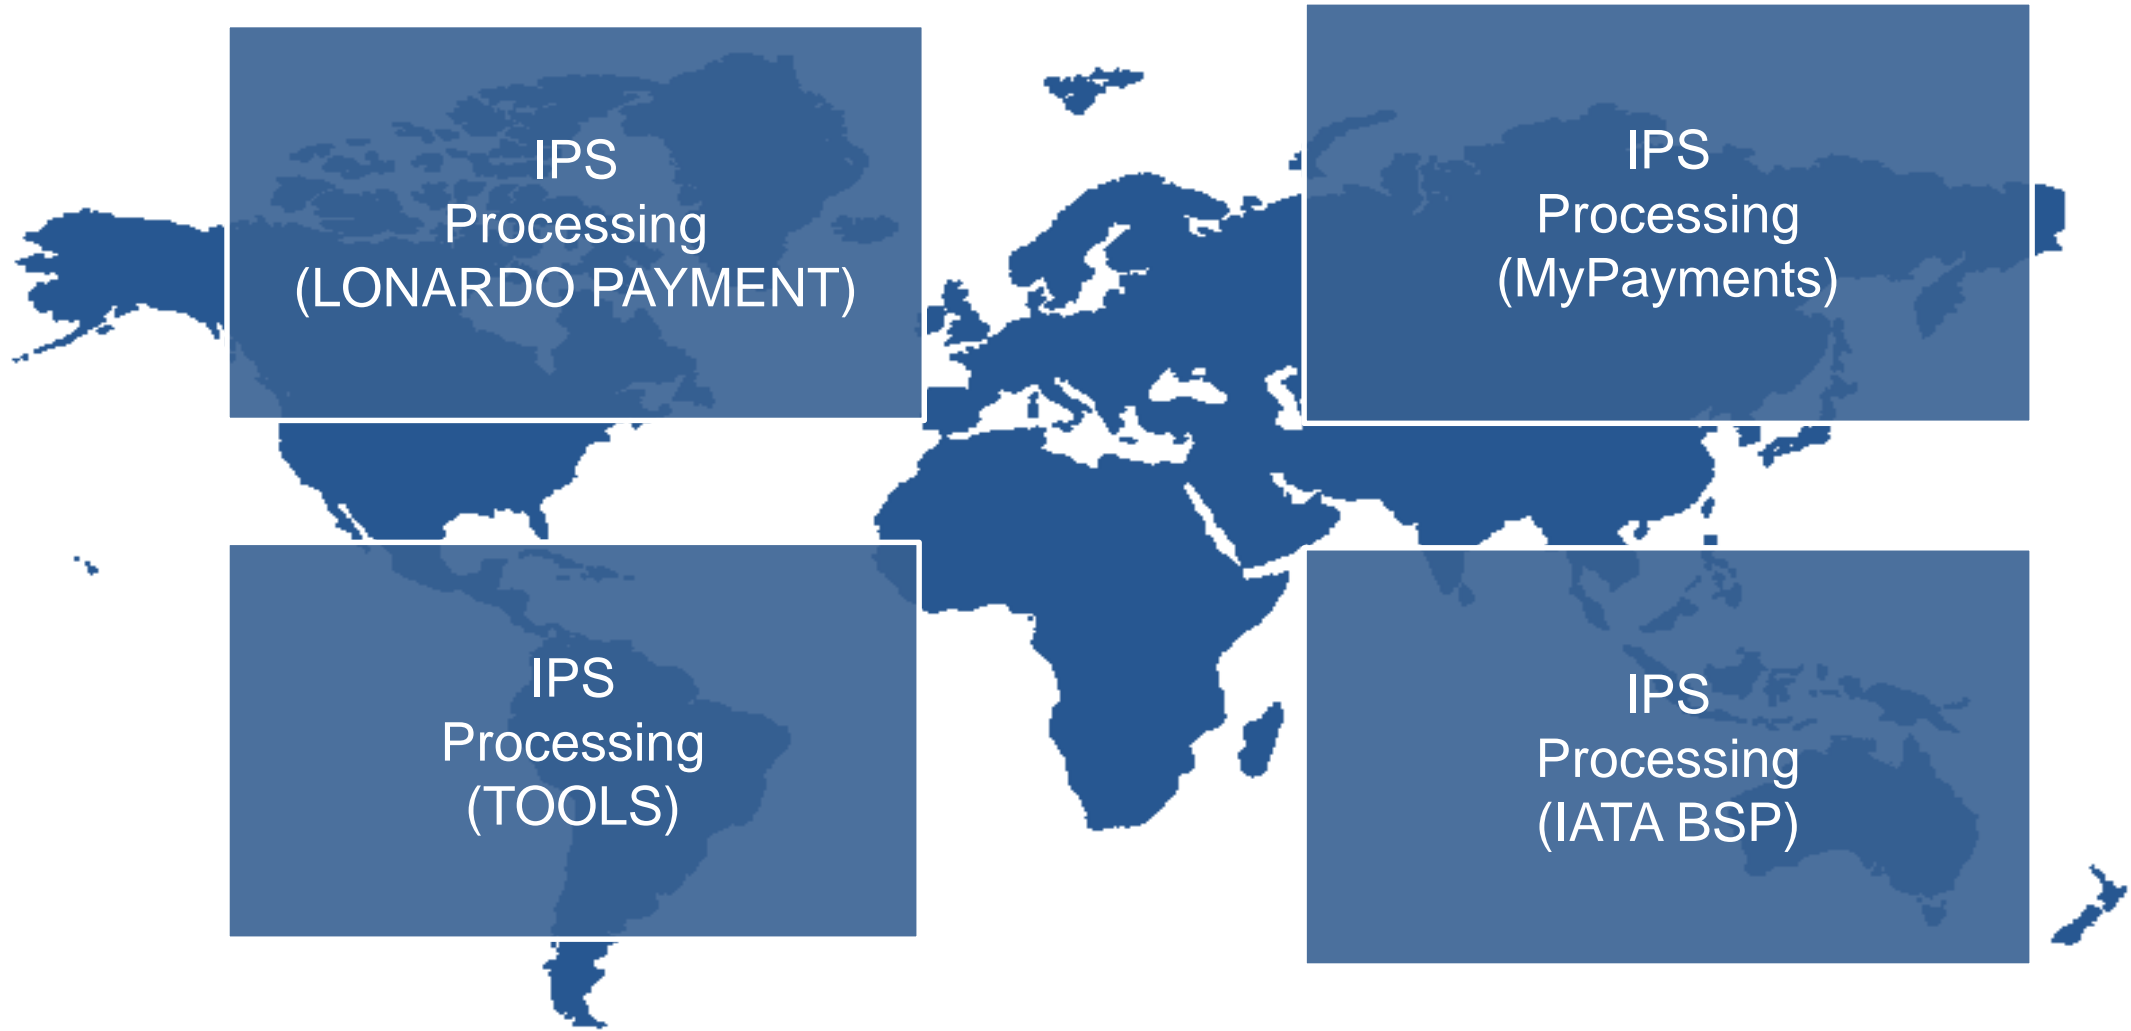 IPS
Processing
(LONARDO PAYMENT)
IPS
Processing
(MyPayments)
IPS
Processing
(TOOLS)
IPS
Processing
(IATA BSP)